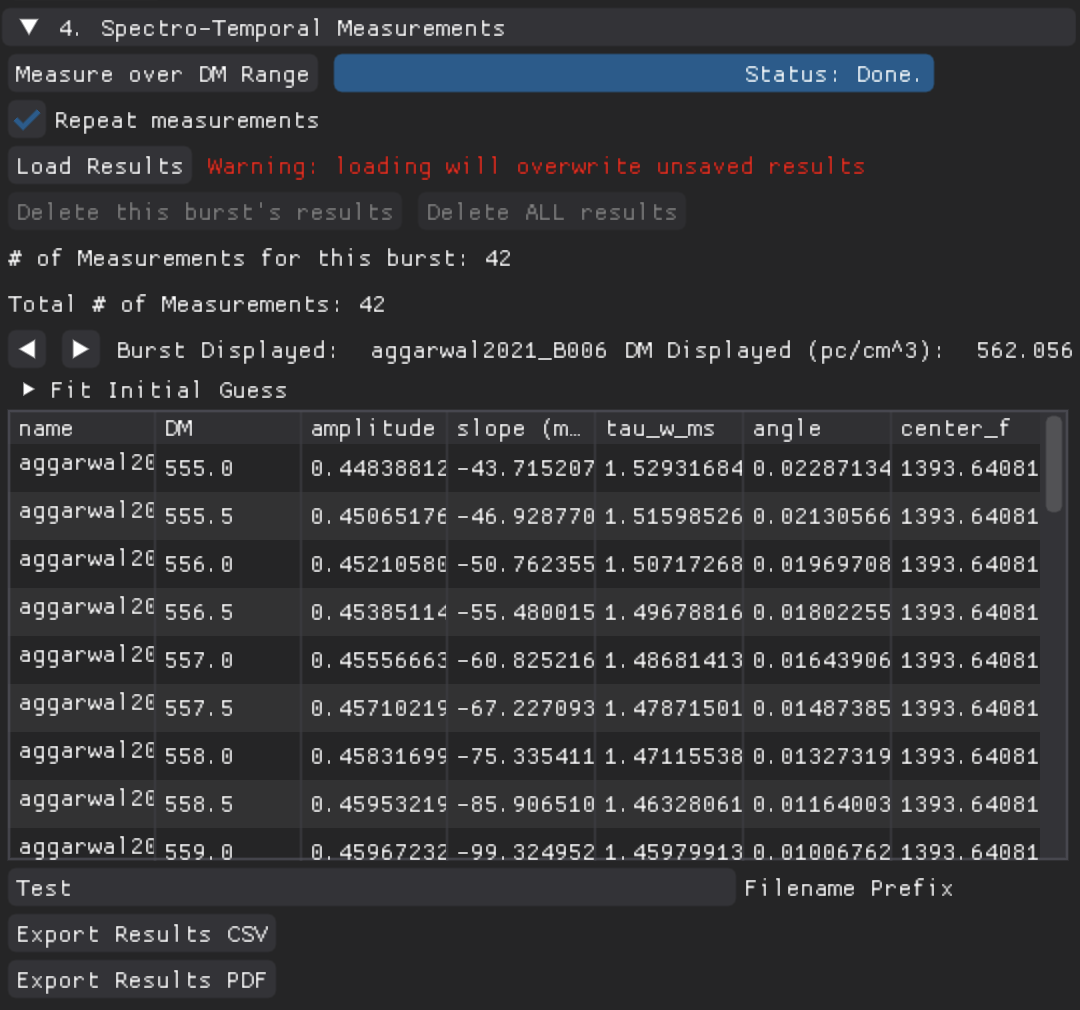 4. Spectro-Temporal Measurements
Measure over DM Range Status: Done.
Repeat measurements
Load Results Warning: loading will overwrite unsaved results
Delete this burst's results Delete ALL results
# of Measurements for this burst: 42
Total # of Measurements: 42
Burst Displayed: aggarwal2021_B006 DM Displayed (pc/cm^3): 562.056
Fit Initial Guess
name DM amplitude slope (m… tau_w_ms angle center_f
aggarwal20 555.0 0.44838812 -43.715207 1.52931684 0.02287134 1393.64081
aggarwal20 555.5 0.45065176 -46.928770 1.51598526 0.02130566 1393.64081
aggarwal20 556.0 0.45210580 -50.762355 1.50717268 0.01969708 1393.64081
aggarwal20 556.5 0.45385114 -55.480015 1.49678816 0.01802255 1393.64081
aggarwal20 557.0 0.45556663 -60.825216 1.48681413 0.01643906 1393.64081
aggarwal20 557.5 0.45710219 -67.227093 1.47871501 0.01487385 1393.64081
aggarwal20 558.0 0.45831699 -75.335411 1.47115538 0.01327319 1393.64081
aggarwal20 558.5 0.45953219 -85.906510 1.46328061 0.01164003 1393.64081
aggarwal20 559.0 0.45967232 -99.324952 1.45979913 0.01006762 1393.64081
Test Filename Prefix
Export Results CSV
Export Results PDF